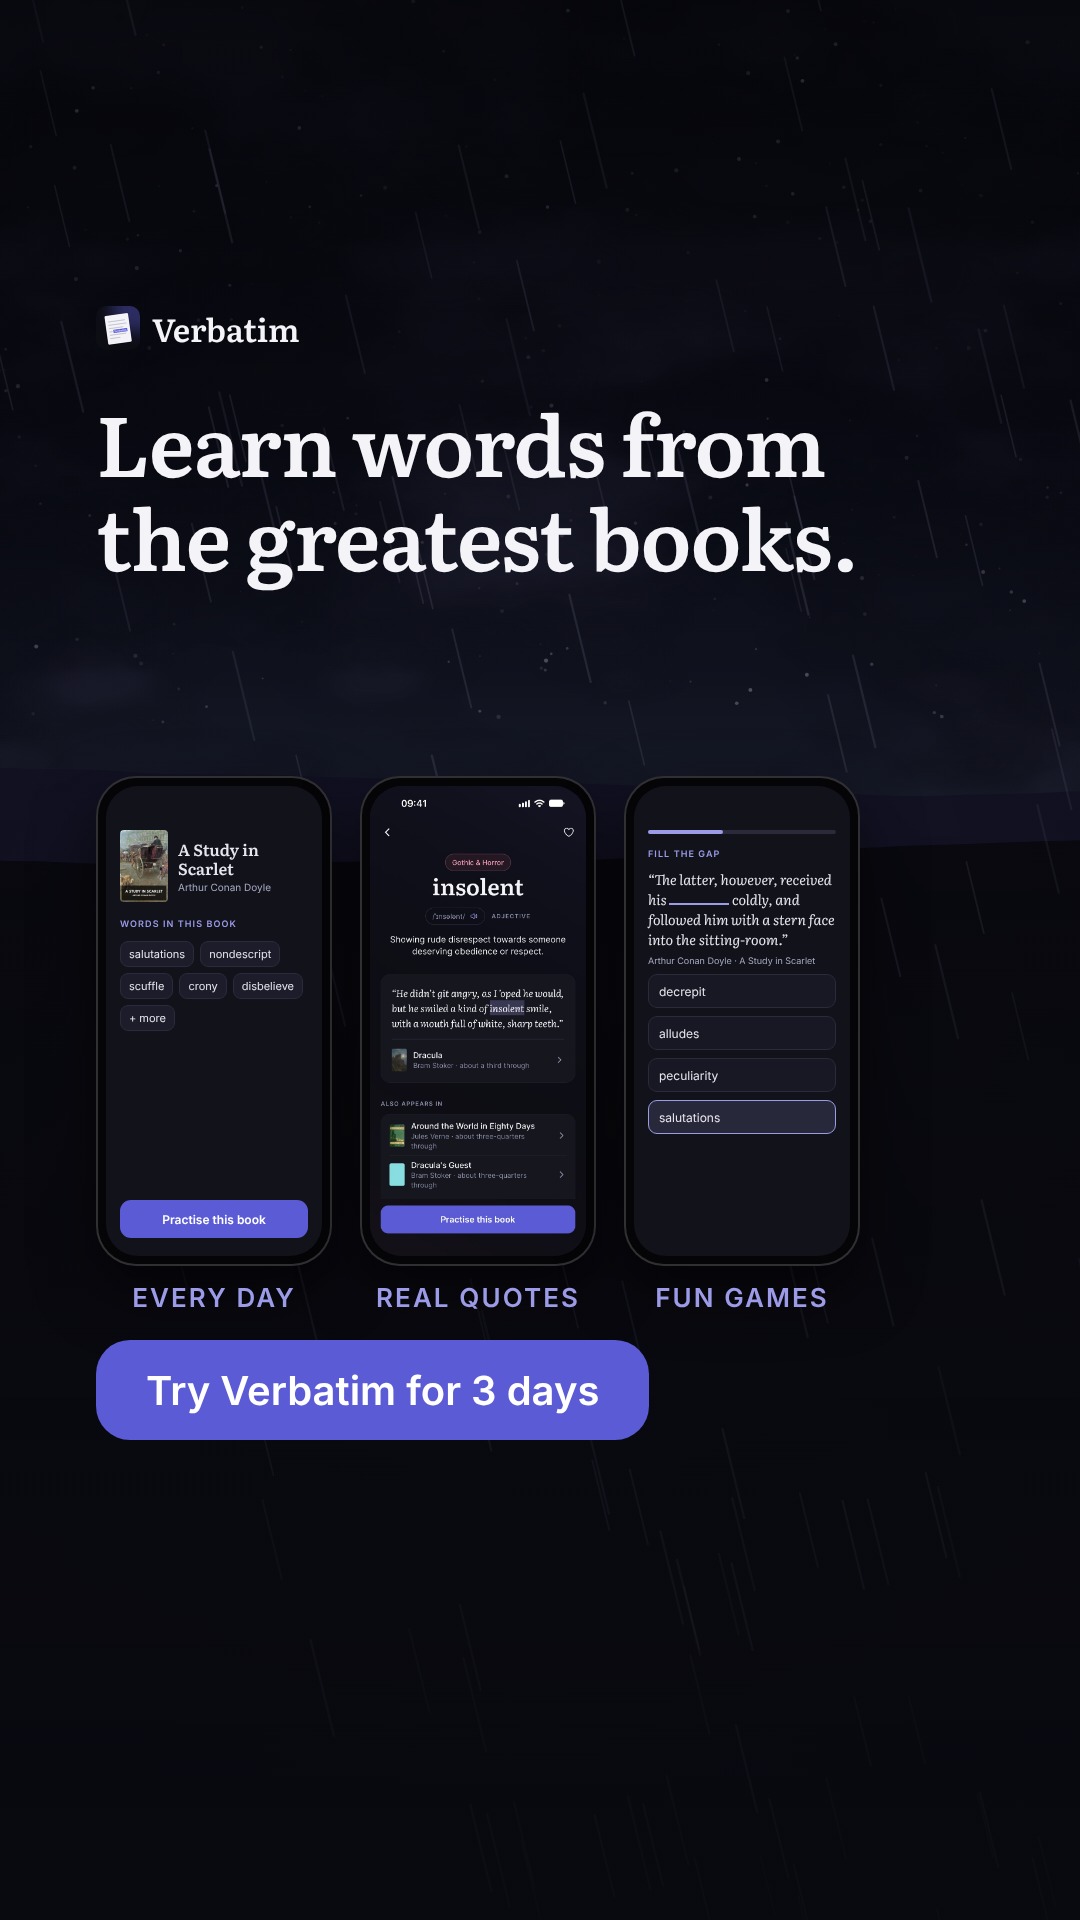 Verbatim
Learn words from
the greatest books.
A Study in
Scarlet
Arthur Conan Doyle
WORDS IN THIS BOOK
salutations
nondescript
scuffle
crony
disbelieve
+ more
Practise this book
EVERY DAY
09:41
Gothic & Horror
insolent
/ˈɪnsələnt/
ADJECTIVE
Showing rude disrespect towards someone
deserving obedience or respect.
“He didn't git angry, as I 'oped he would,
but he smiled a kind of insolent smile,
with a mouth full of white, sharp teeth.”
Dracula
Bram Stoker · about a third through
ALSO APPEARS IN
Around the World in Eighty Days
Jules Verne · about three-quarters
through
Dracula's Guest
Bram Stoker · about three-quarters
through
Practise this book
REAL QUOTES
FILL THE GAP
“The latter, however, received
his ______ coldly, and
followed him with a stern face
into the sitting-room.”
Arthur Conan Doyle · A Study in Scarlet
decrepit
alludes
peculiarity
salutations
FUN GAMES
Try Verbatim for 3 days